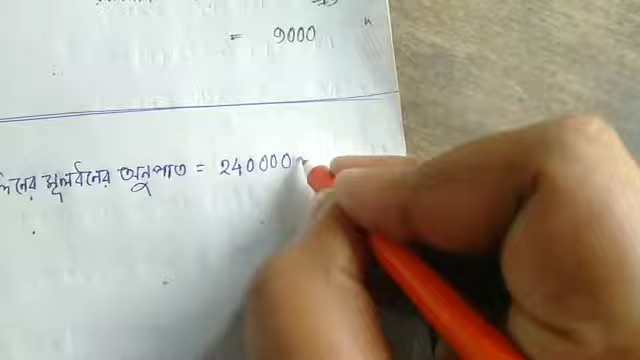 = 9000 "
মূলধনের অনুপাত = 240000